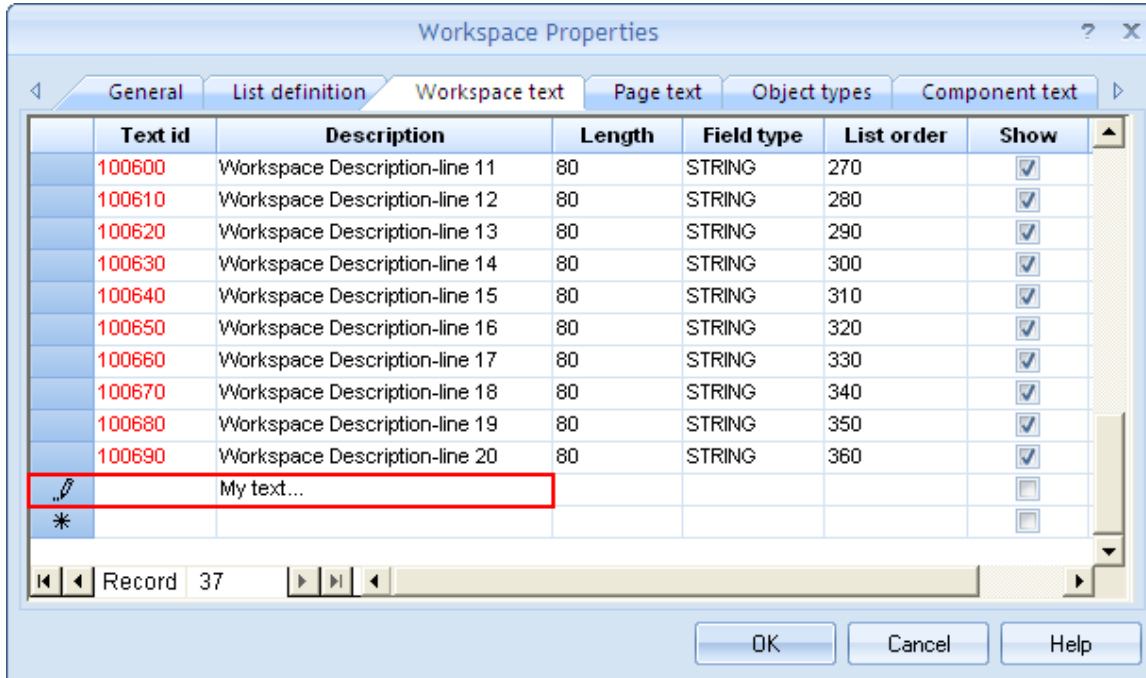 Workspace Properties
General List definition Workspace text Page text Object types Component text
Text id Description Length Field type List order Show
100600 Workspace Description-line 11 80 STRING 270
100610 Workspace Description-line 12 80 STRING 280
100620 Workspace Description-line 13 80 STRING 290
100630 Workspace Description-line 14 80 STRING 300
100640 Workspace Description-line 15 80 STRING 310
100650 Workspace Description-line 16 80 STRING 320
100660 Workspace Description-line 17 80 STRING 330
100670 Workspace Description-line 18 80 STRING 340
100680 Workspace Description-line 19 80 STRING 350
100690 Workspace Description-line 20 80 STRING 360
My text...
Record 37
OK Cancel Help